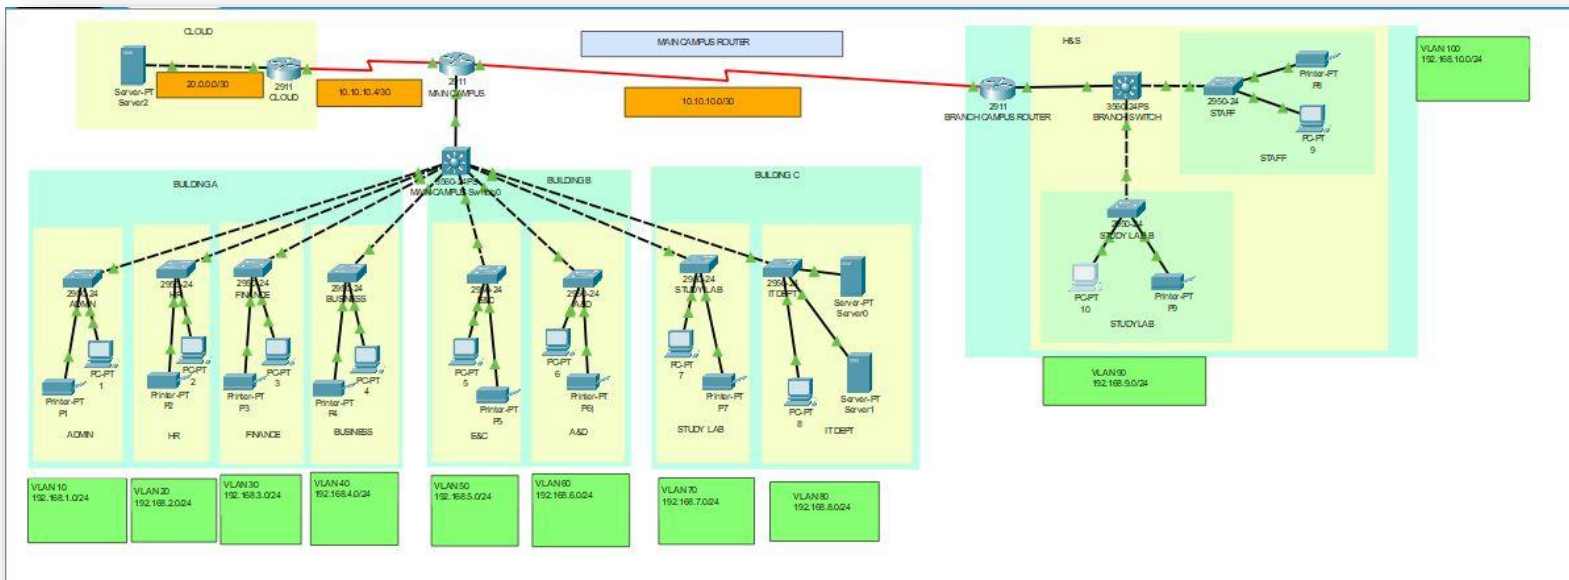 CLOUD
Server-PT
Server2
20.0.0.0/30
2911
CLOUD
10.10.10.4/30
2911
MAIN CAMPUS
MAIN CAMPUS ROUTER
10.10.10.0/30
H&S
2911
BRANCH CAMPUS ROUTER
3560-24PS
BRANCH SWITCH
2950-24
STAFF
Printer-PT
P8
PC-PT
9
STAFF
VLAN 100
192.168.10.0/24
2950-24
STUDY LAB B
PC-PT
10
Printer-PT
P9
STUDY LAB
VLAN 90
192.168.9.0/24
3560-24PS
MAIN CAMPUS Switch0
BUILDING A
BUILDING B
BUILDING C
2950-24
ADMIN
Printer-PT
P1
PC-PT
1
ADMIN
2950-24
HR
Printer-PT
P2
PC-PT
2
HR
2950-24
FINANCE
Printer-PT
P3
PC-PT
3
FINANCE
2950-24
BUSINESS
Printer-PT
P4
PC-PT
4
BUSINESS
2950-24
E&C
PC-PT
5
Printer-PT
P5
E&C
2950-24
A&D
PC-PT
6
Printer-PT
P6)
A&D
2950-24
STUDY LAB
PC-PT
7
Printer-PT
P7
STUDY LAB
2950-24
IT DEPT
Server-PT
Server0
PC-PT
8
Server-PT
Server1
IT DEPT
VLAN 10
192.168.1.0/24
VLAN 20
192.168.2.0/24
VLAN 30
192.168.3.0/24
VLAN 40
192.168.4.0/24
VLAN 50
192.168.5.0/24
VLAN 60
192.168.6.0/24
VLAN 70
192.168.7.0/24
VLAN 80
192.168.8.0/24